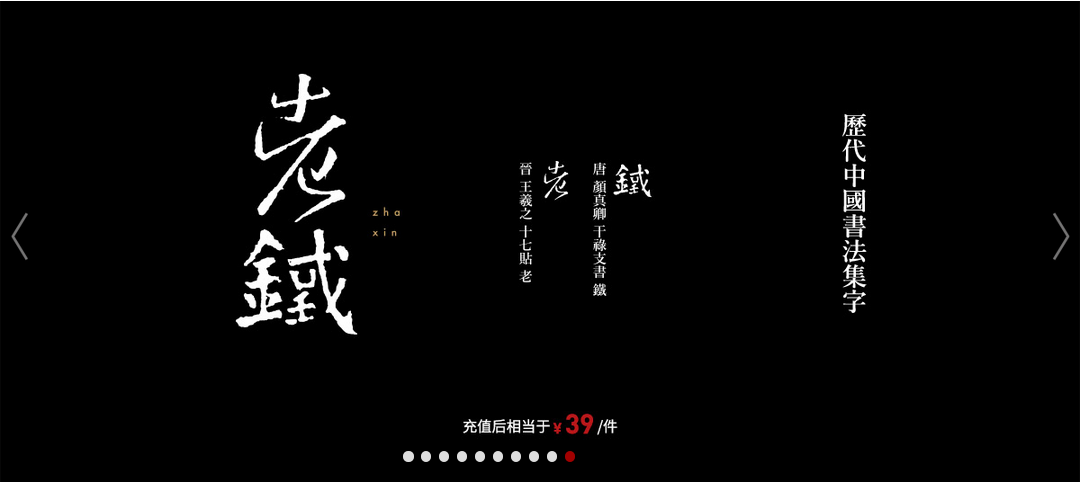 老鐵
zha
xin
老
晉 王羲之 十七貼 老
鐵
唐 顏真卿 干祿支書 鐵
歷代中國書法集字
充值后相当于¥39/件